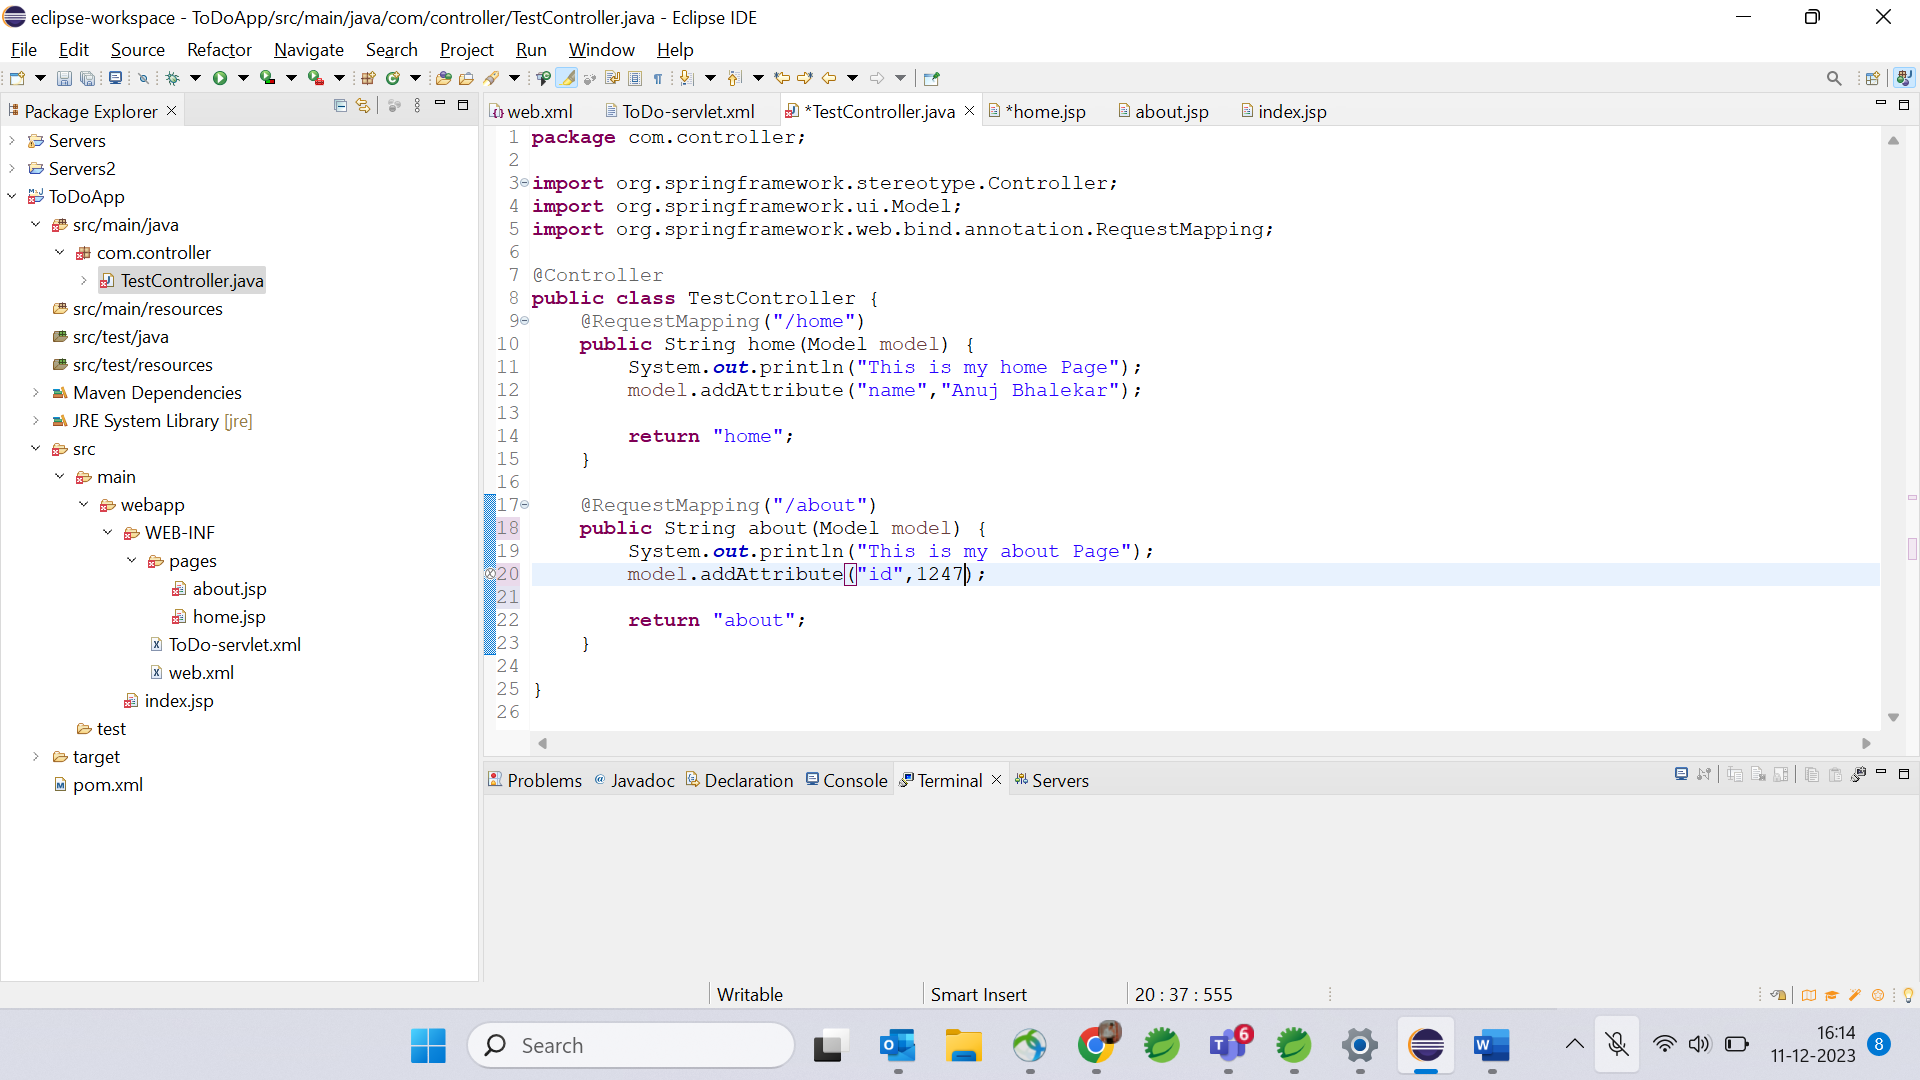 eclipse-workspace - ToDoApp/src/main/java/com/controller/TestController.java - Eclipse IDE
File Edit Source Refactor Navigate Search Project Run Window Help
Package Explorer
Servers
Servers2
ToDoApp
src/main/java
com.controller
TestController.java
src/main/resources
src/test/java
src/test/resources
Maven Dependencies
JRE System Library [jre]
src
main
webapp
WEB-INF
pages
about.jsp
home.jsp
ToDo-servlet.xml
web.xml
index.jsp
test
target
pom.xml
web.xml ToDo-servlet.xml *TestController.java *home.jsp about.jsp index.jsp
1 package com.controller;
2
3 import org.springframework.stereotype.Controller;
4 import org.springframework.ui.Model;
5 import org.springframework.web.bind.annotation.RequestMapping;
6
7 @Controller
8 public class TestController {
9 @RequestMapping("/home")
10 public String home(Model model) {
11 System.out.println("This is my home Page");
12 model.addAttribute("name","Anuj Bhalekar");
13
14 return "home";
15 }
16
17 @RequestMapping("/about")
18 public String about(Model model) {
19 System.out.println("This is my about Page");
20 model.addAttribute("id",1247);
21
22 return "about";
23 }
24
25 }
26
Problems Javadoc Declaration Console Terminal Servers
Writable Smart Insert 20 : 37 : 555
Search
6
16:14
11-12-2023
8